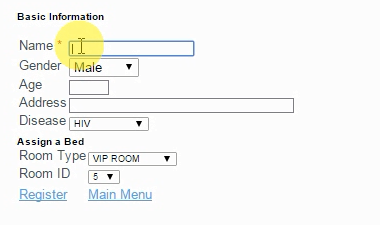 Basic Information
Name *
Gender Male
Age
Address
Disease HIV
Assign a Bed
Room Type VIP ROOM
Room ID 5
Register Main Menu